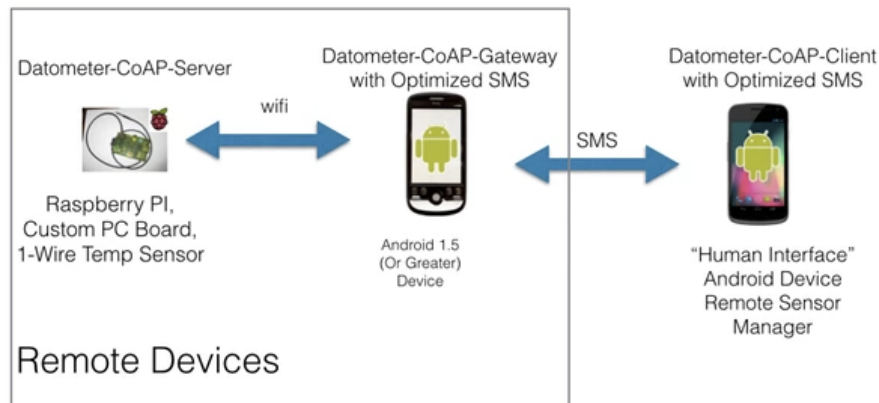 Datometer-CoAP-Server
Raspberry PI,
Custom PC Board,
1-Wire Temp Sensor
wifi
Datometer-CoAP-Gateway
with Optimized SMS
Android 1.5
(Or Greater)
Device
SMS
Datometer-CoAP-Client
with Optimized SMS
“Human Interface”
Android Device
Remote Sensor
Manager
Remote Devices